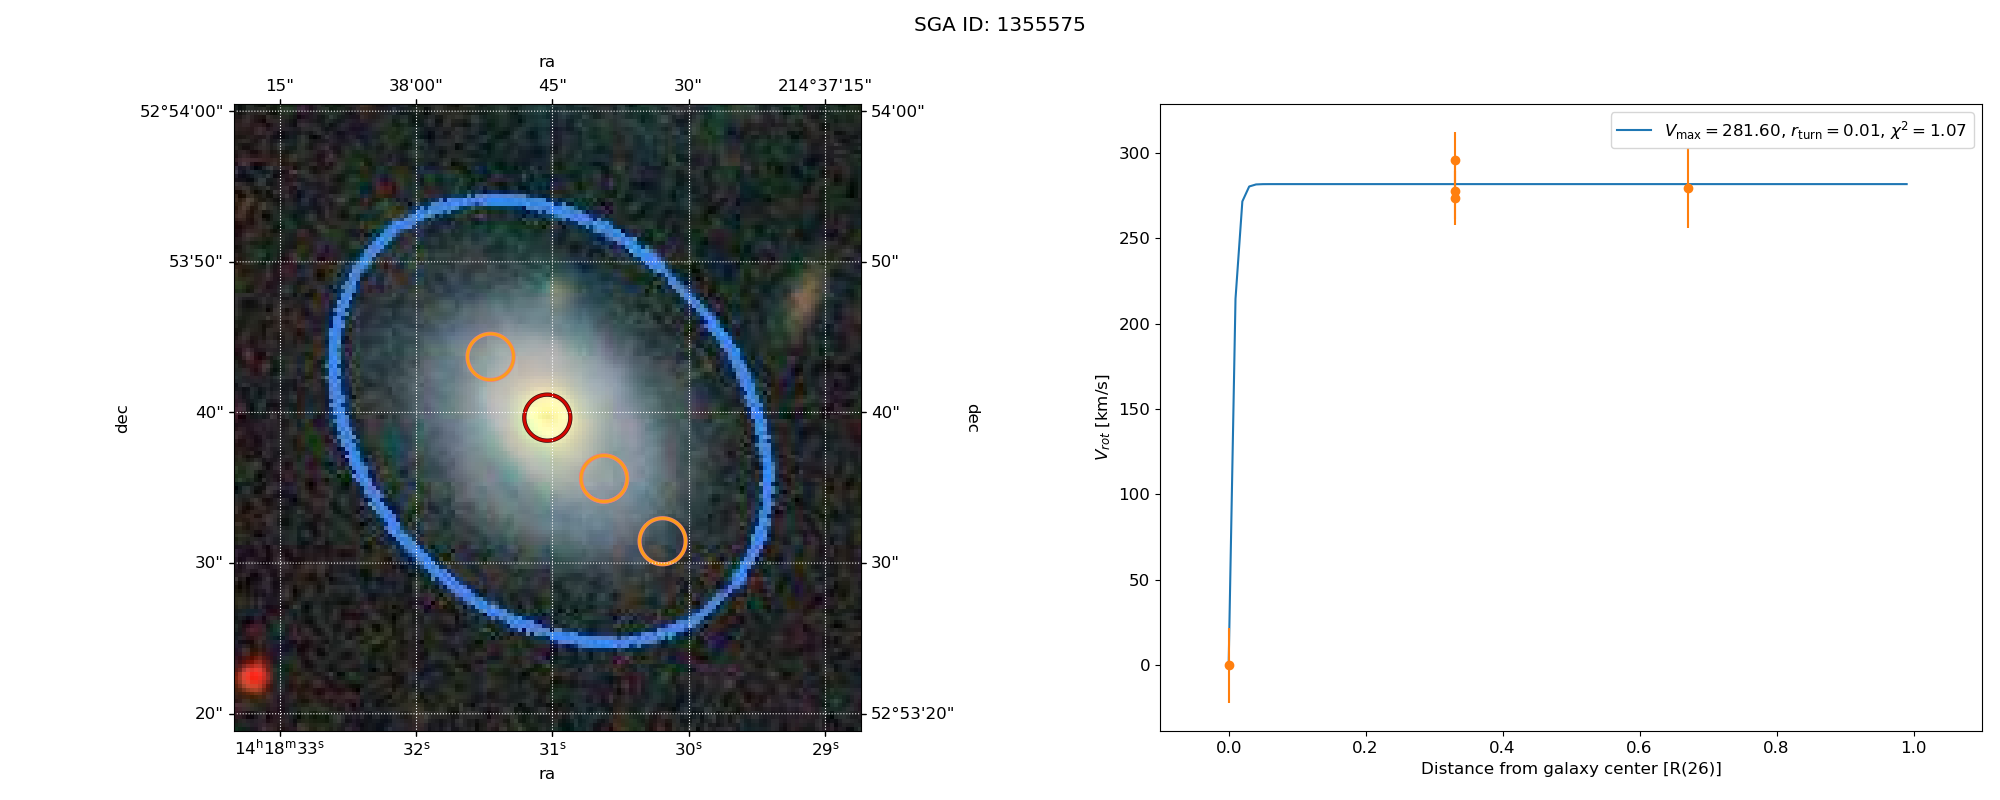 SGA ID: 1355575
ra
15" 38'00" 45" 30" 214°37'15"
52°54'00" 54'00"
53'50" 50"
40" 40"
30" 30"
20" 52°53'20"
dec
dec
14ʰ18ᵐ33ˢ 32ˢ 31ˢ 30ˢ 29ˢ
ra
V_max = 281.60, r_turn = 0.01, χ² = 1.07
300
250
200
150
100
50
0
V_rot [km/s]
0.0 0.2 0.4 0.6 0.8 1.0
Distance from galaxy center [R(26)]